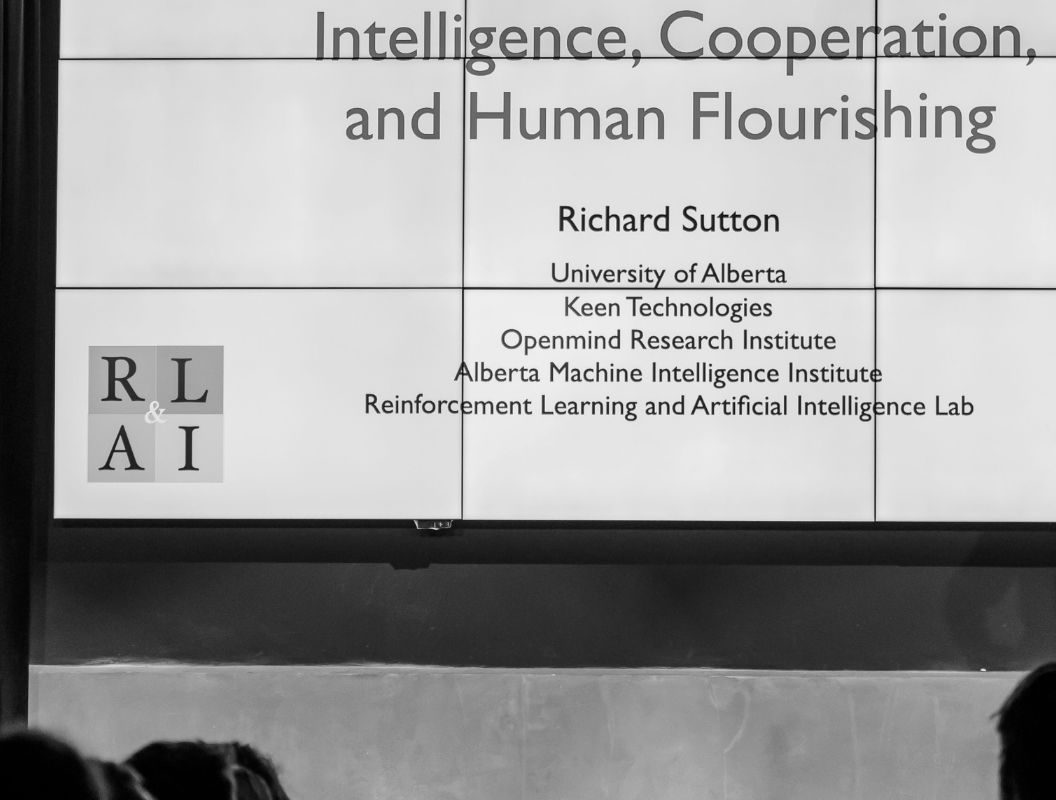 Intelligence, Cooperation,
and Human Flourishing
Richard Sutton
University of Alberta
Keen Technologies
Openmind Research Institute
Alberta Machine Intelligence Institute
Reinforcement Learning and Artificial Intelligence Lab
R L
&
A I